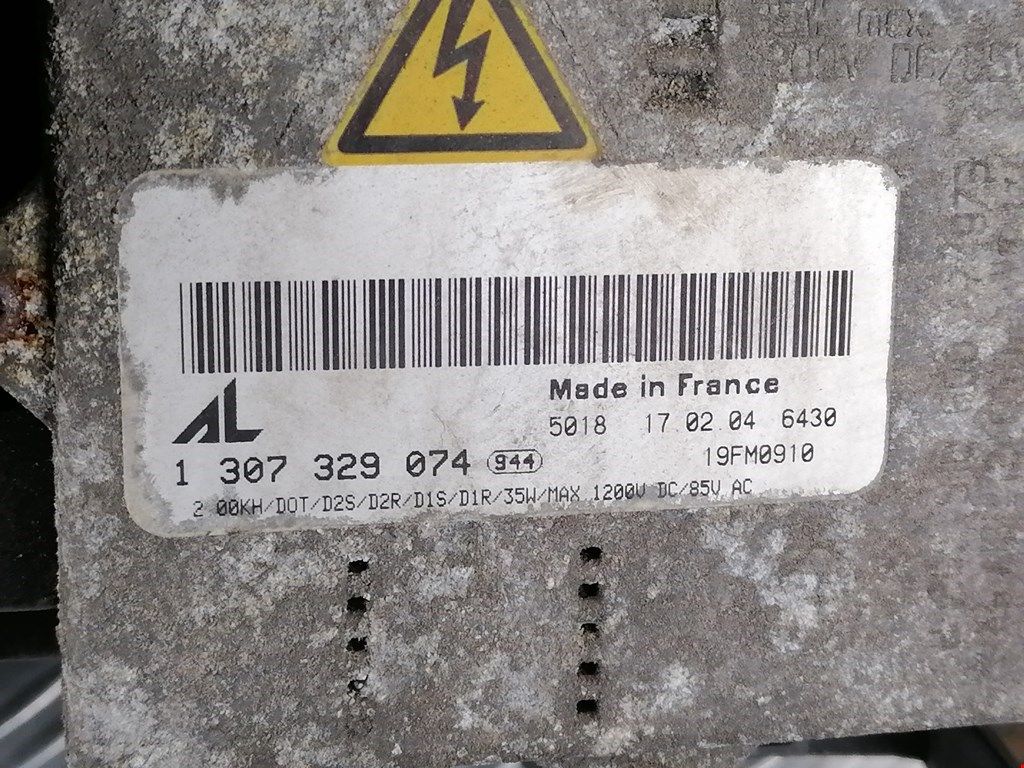 Made in France
AL
5018 17.02.04 6430
1 307 329 074 944
19FM0910
2 00KH/DOT/D2S/D2R/D1S/D1R/35W/MAX 1200V DC/85V AC